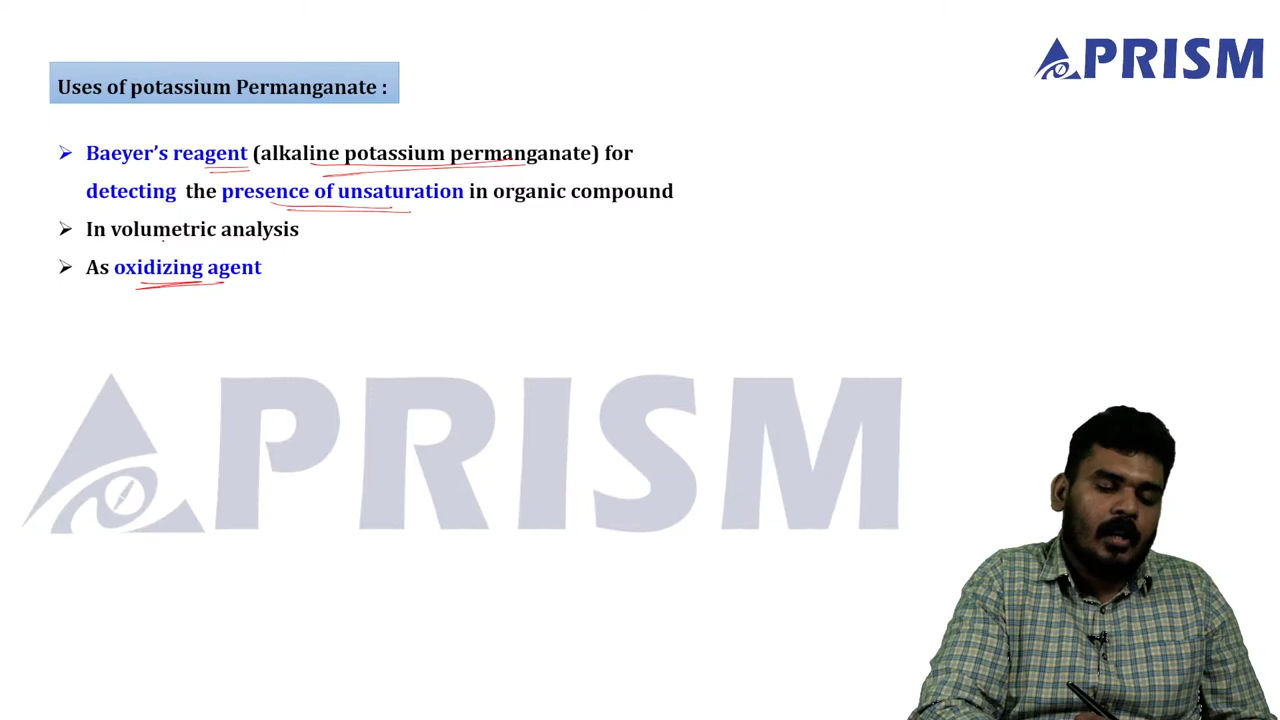 PRISM
Uses of potassium Permanganate :
➢ Baeyer’s reagent (alkaline potassium permanganate) for
detecting the presence of unsaturation in organic compound
➢ In volumetric analysis
➢ As oxidizing agent
PRISM